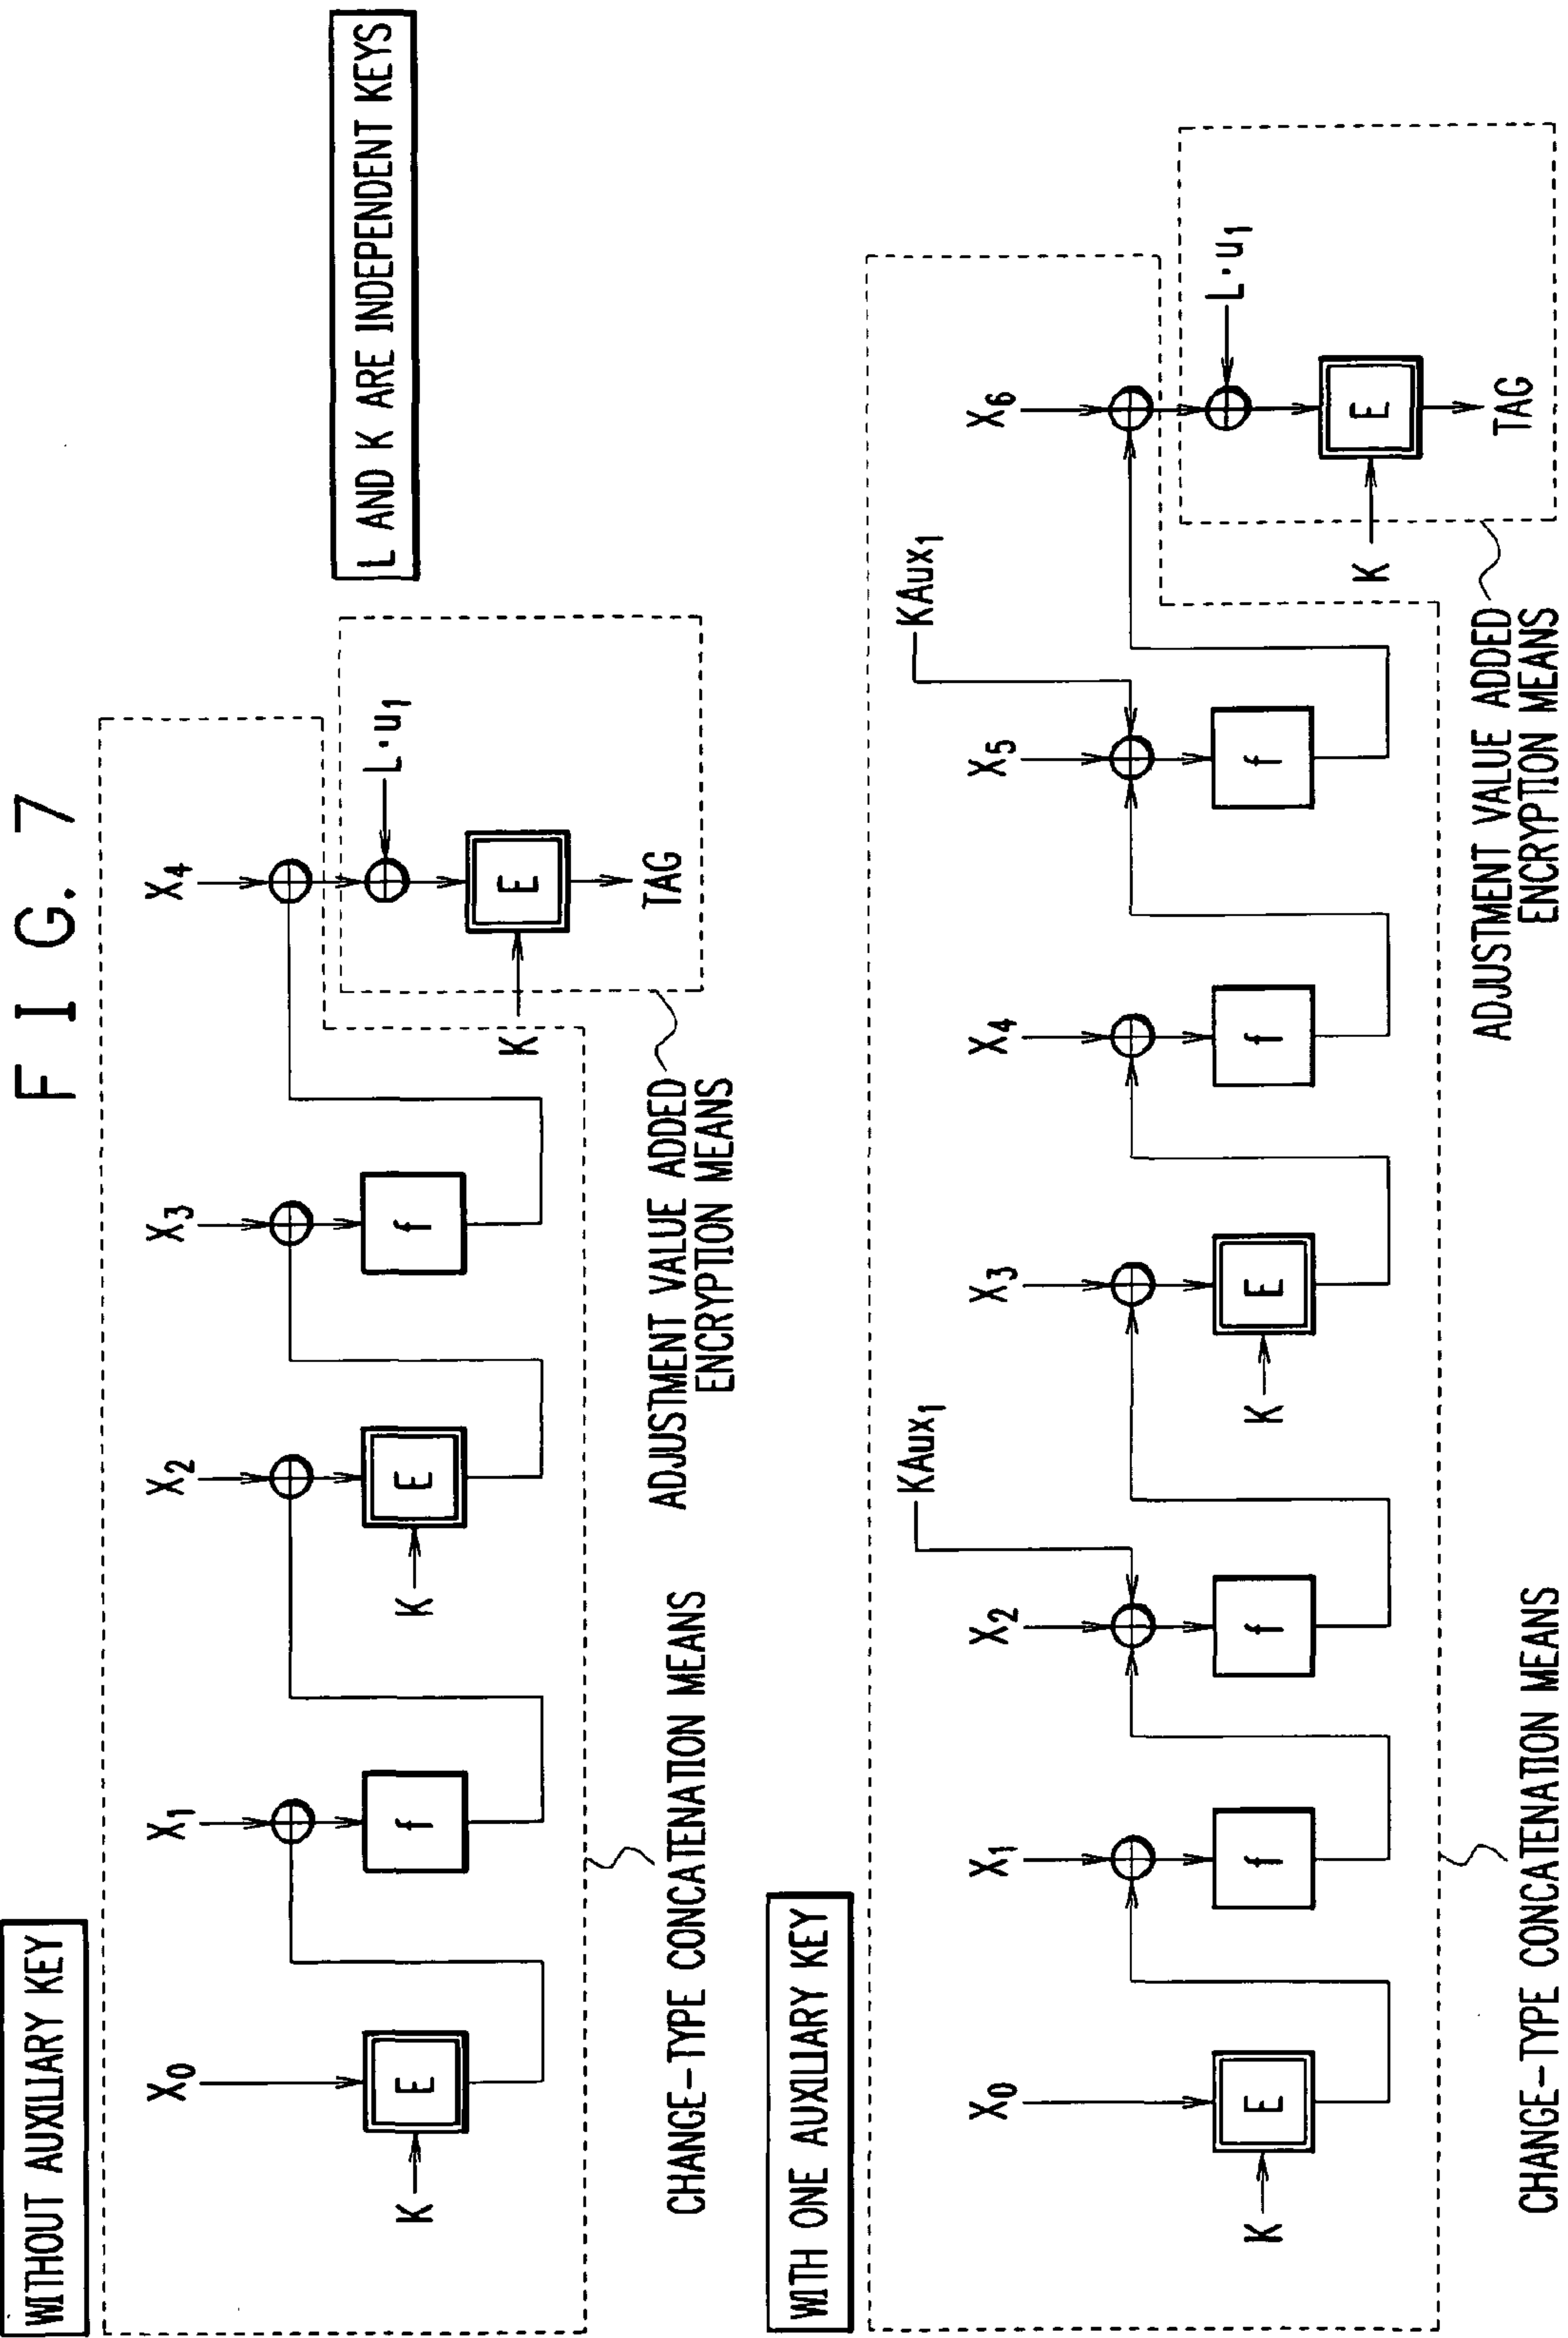 F I G. 7
WITHOUT AUXILIARY KEY
L AND K ARE INDEPENDENT KEYS
X0
X1
X2
X3
X4
L·u1
K
E
f
K
E
f
K
E
TAG
CHANGE-TYPE CONCATENATION MEANS
ADJUSTMENT VALUE ADDED
ENCRYPTION MEANS
WITH ONE AUXILIARY KEY
KAux1
KAux1
X0
X1
X2
X3
X4
X5
X6
L·u1
K
E
f
f
K
E
f
f
K
E
TAG
CHANGE-TYPE CONCATENATION MEANS
ADJUSTMENT VALUE ADDED
ENCRYPTION MEANS